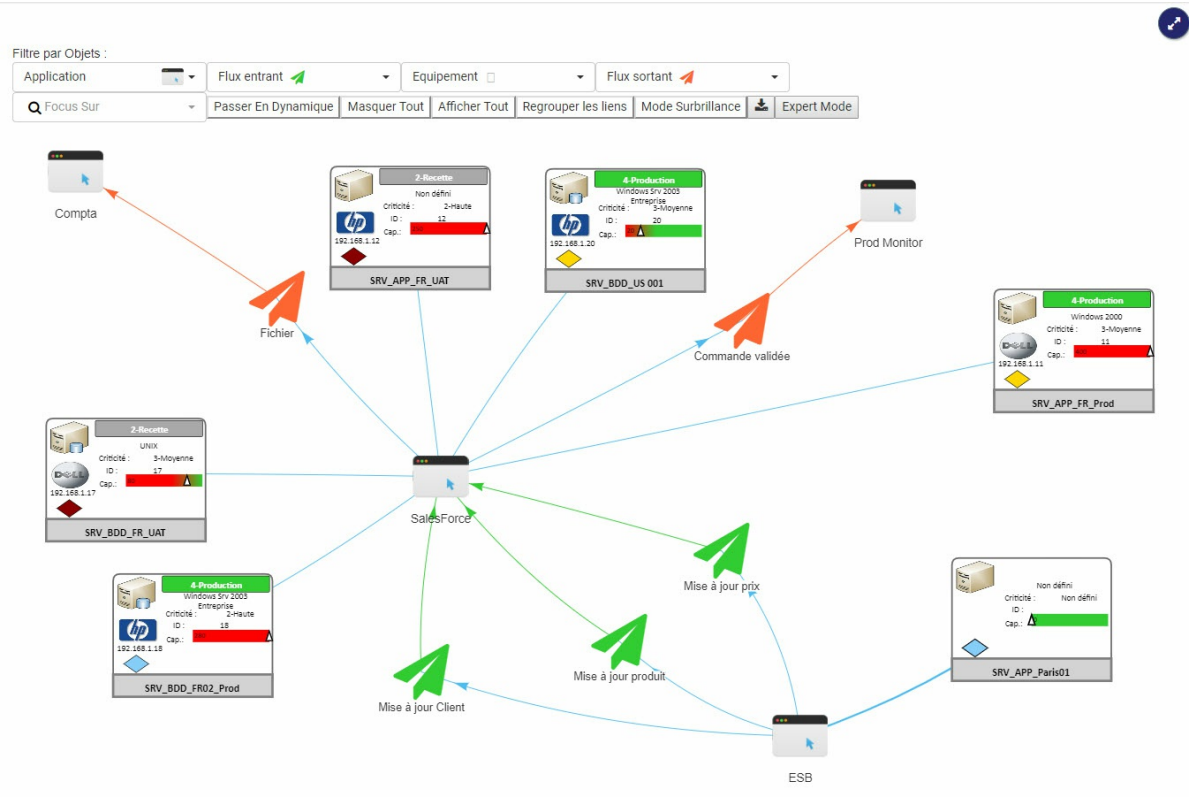 Filtre par Objets :
Application
Flux entrant
Equipement
Flux sortant
Focus Sur
Passer En Dynamique
Masquer Tout
Afficher Tout
Regrouper les liens
Mode Surbrillance
Expert Mode
Compta
2-Recette
Non défini
Criticité : 2-Haute
ID : 12
Cap.:
hp
192.168.1.12
SRV_APP_FR_UAT
4-Production
Windows Srv 2003
Entreprise
Criticité : 3-Moyenne
ID : 20
Cap.:
hp
192.168.1.20
SRV_BDD_US 001
Prod Monitor
Fichier
Commande validée
4-Production
Windows 2000
Criticité : 3-Moyenne
ID : 11
Cap.:
DELL
192.168.1.11
SRV_APP_FR_Prod
2-Recette
UNIX
Criticité : 3-Moyenne
ID : 17
Cap.:
DELL
192.168.1.17
SRV_BDD_FR_UAT
SalesForce
4-Production
Windows Srv 2003
Entreprise
Criticité : 2-Haute
ID : 18
Cap.:
hp
192.168.1.18
SRV_BDD_FR02_Prod
Mise à jour prix
Mise à jour produit
Mise à jour Client
Non défini
Criticité : Non défini
ID :
Cap.:
SRV_APP_Paris01
ESB